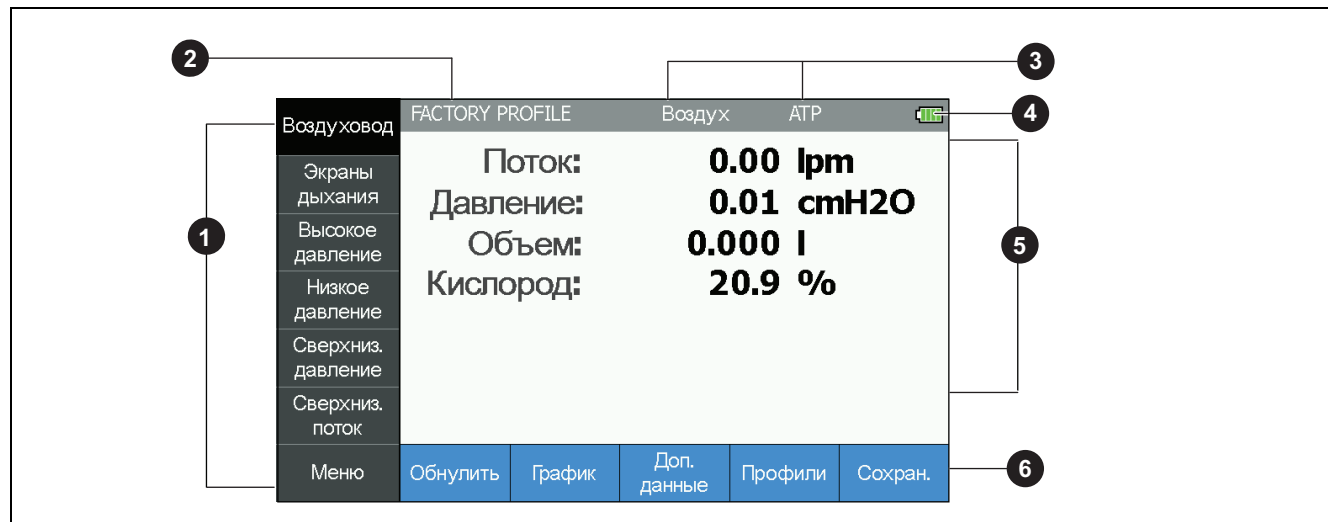 2
3
FACTORY PROFILE Воздух ATP
4
1
Воздуховод
Экраны
дыхания
Высокое
давление
Низкое
давление
Сверхниз.
давление
Сверхниз.
поток
Меню
Поток: 0.00 lpm
Давление: 0.01 cmH2O
Объем: 0.000 l
Кислород: 20.9 %
5
Обнулить
График
Доп.
данные
Профили
Сохран.
6